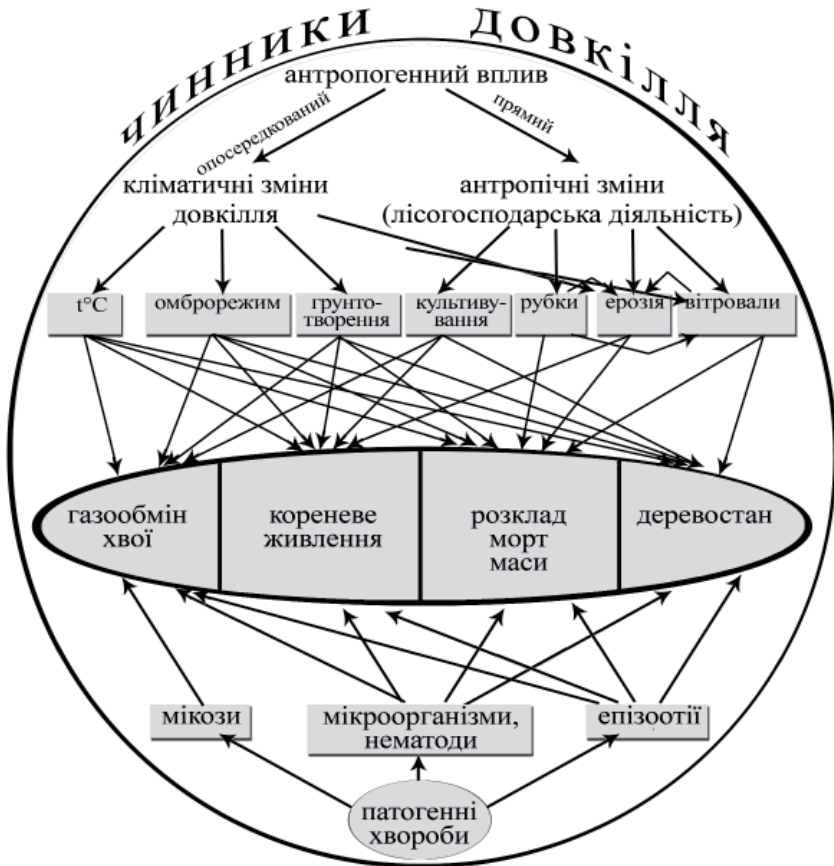 ЧИННИКИ ДОВКІЛЛЯ
антропогенний вплив
опосередкований
прямий
кліматичні зміни
довкілля
антропічні зміни
(лісогосподарська діяльність)
t°C
омброрежим
грунто-
творення
культиву-
вання
рубки
ерозія
вітровали
газообмін
хвої
кореневе
живлення
розклад
морт
маси
деревостан
мікози
мікроорганізми,
нематоди
епізоотії
патогенні
хвороби